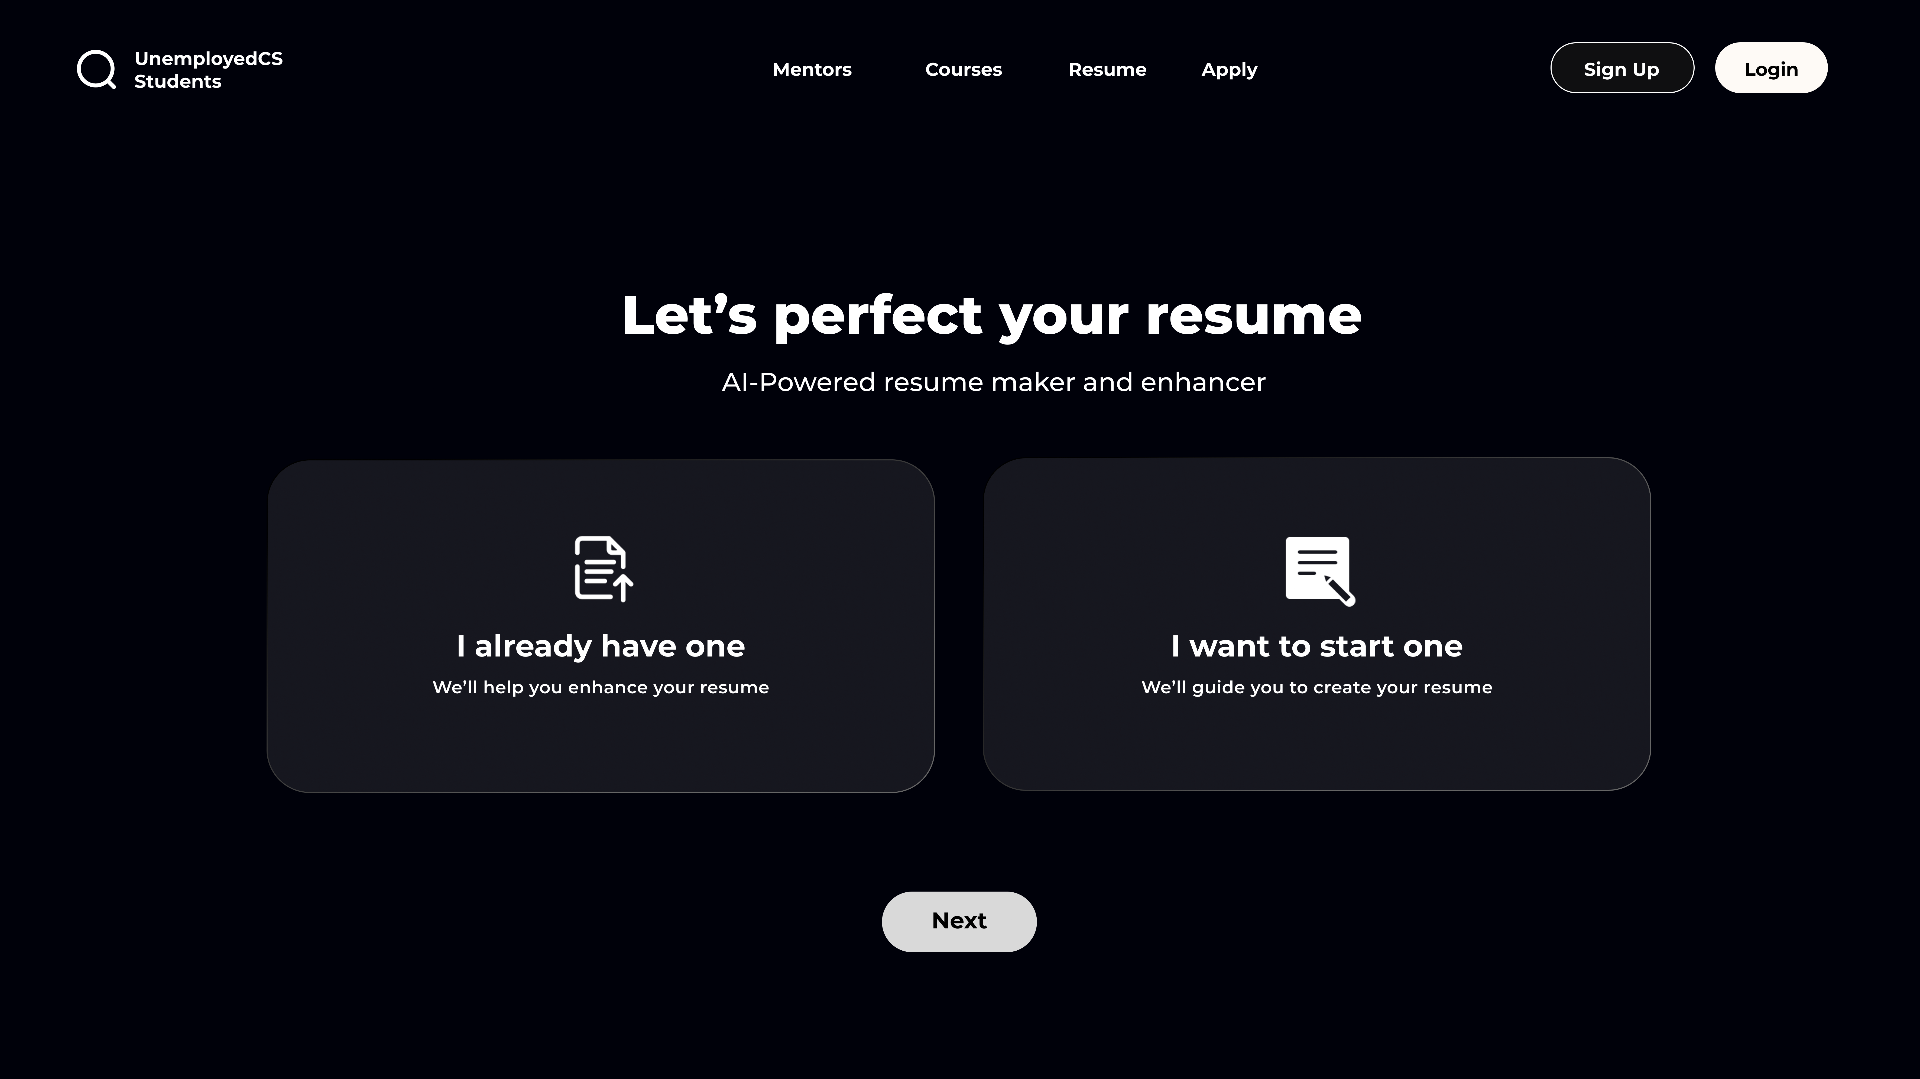 UnemployedCS
Students
Mentors
Courses
Resume
Apply
Sign Up
Login
Let’s perfect your resume
AI-Powered resume maker and enhancer
I already have one
We’ll help you enhance your resume
I want to start one
We’ll guide you to create your resume
Next